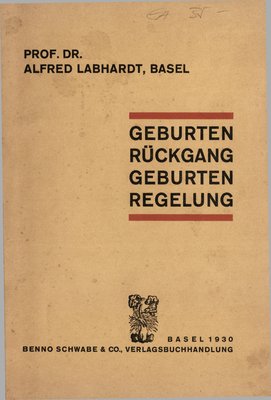 PROF. DR.
ALFRED LABHARDT, BASEL
GEBURTEN
RÜCKGANG
GEBURTEN
REGELUNG
BASEL 1930
BENNO SCHWABE & CO., VERLAGSBUCHHANDLUNG